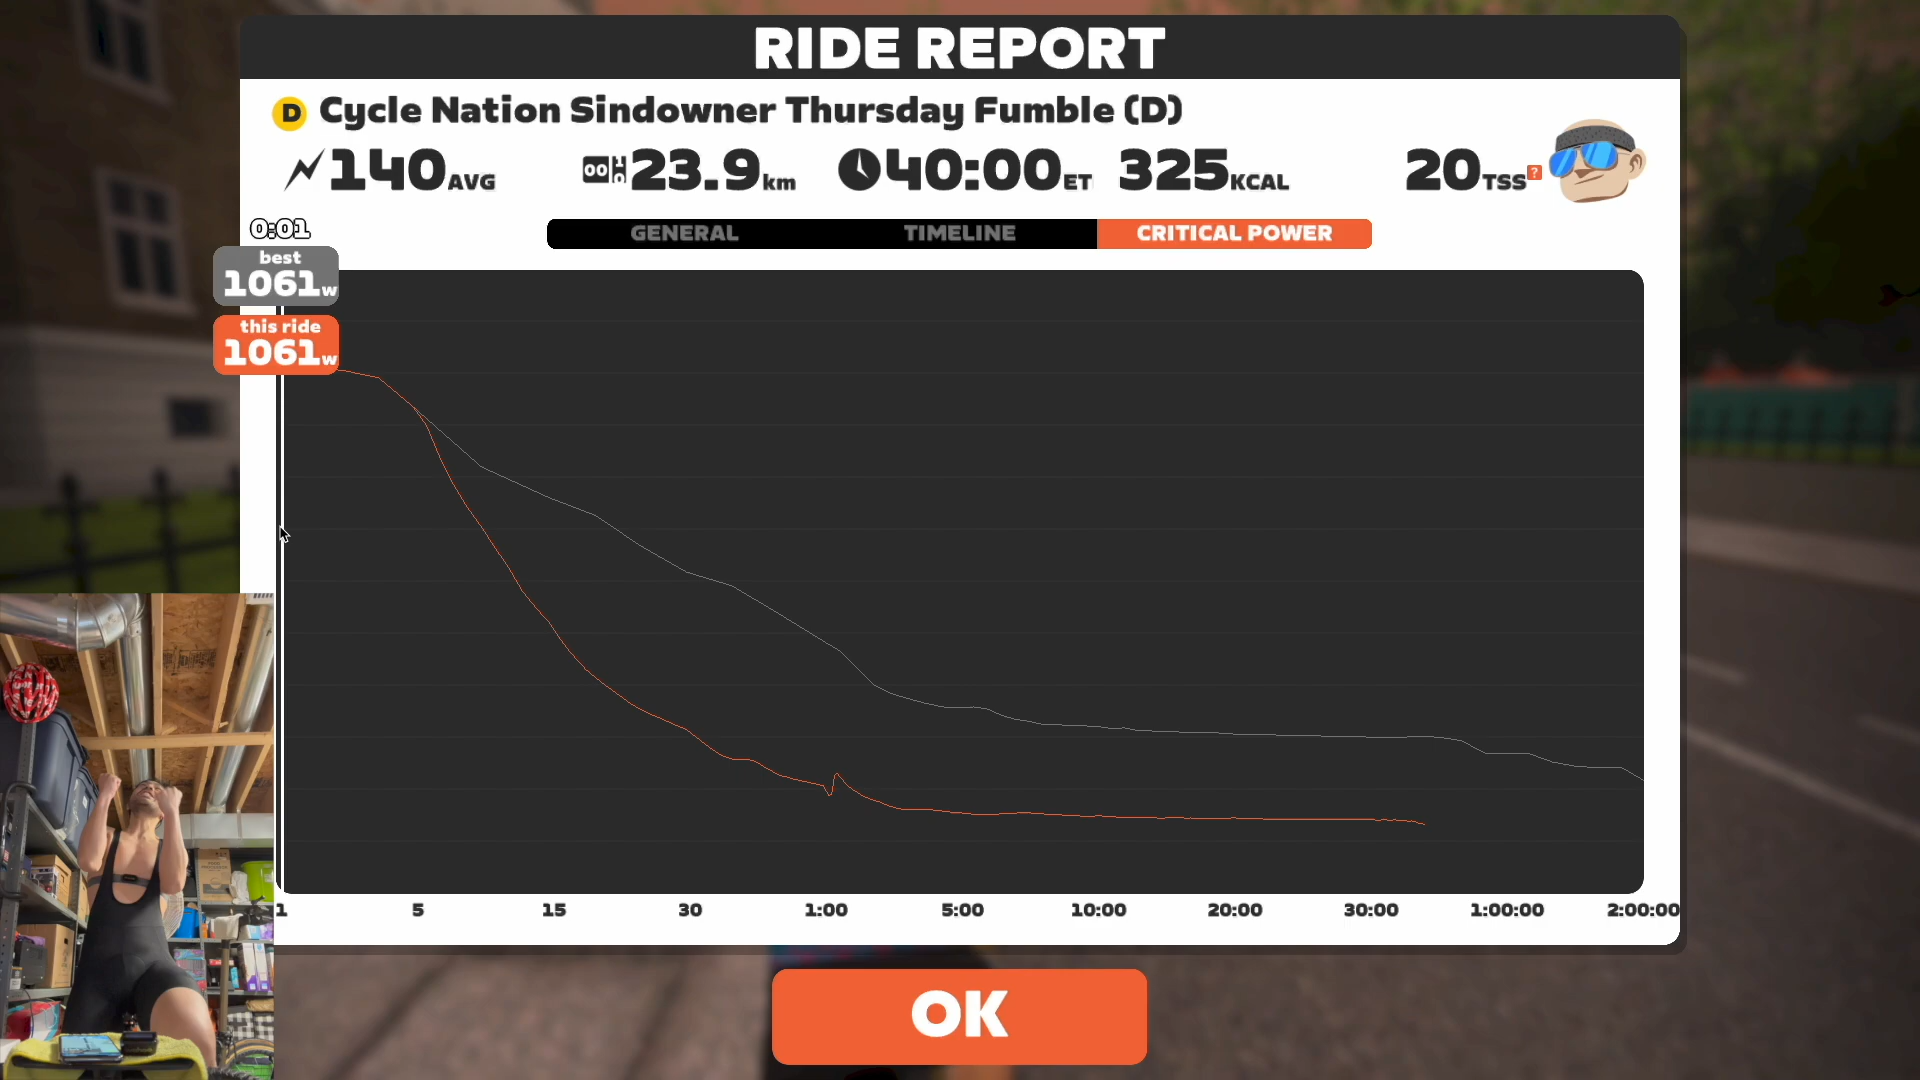 RIDE REPORT
D Cycle Nation Sindowner Thursday Fumble (D)
140AVG 23.9km 40:00ET 325KCAL 20TSS?
0:01
GENERAL TIMELINE CRITICAL POWER
best
1061w
this ride
1061w
1 5 15 30 1:00 5:00 10:00 20:00 30:00 1:00:00 2:00:00
OK